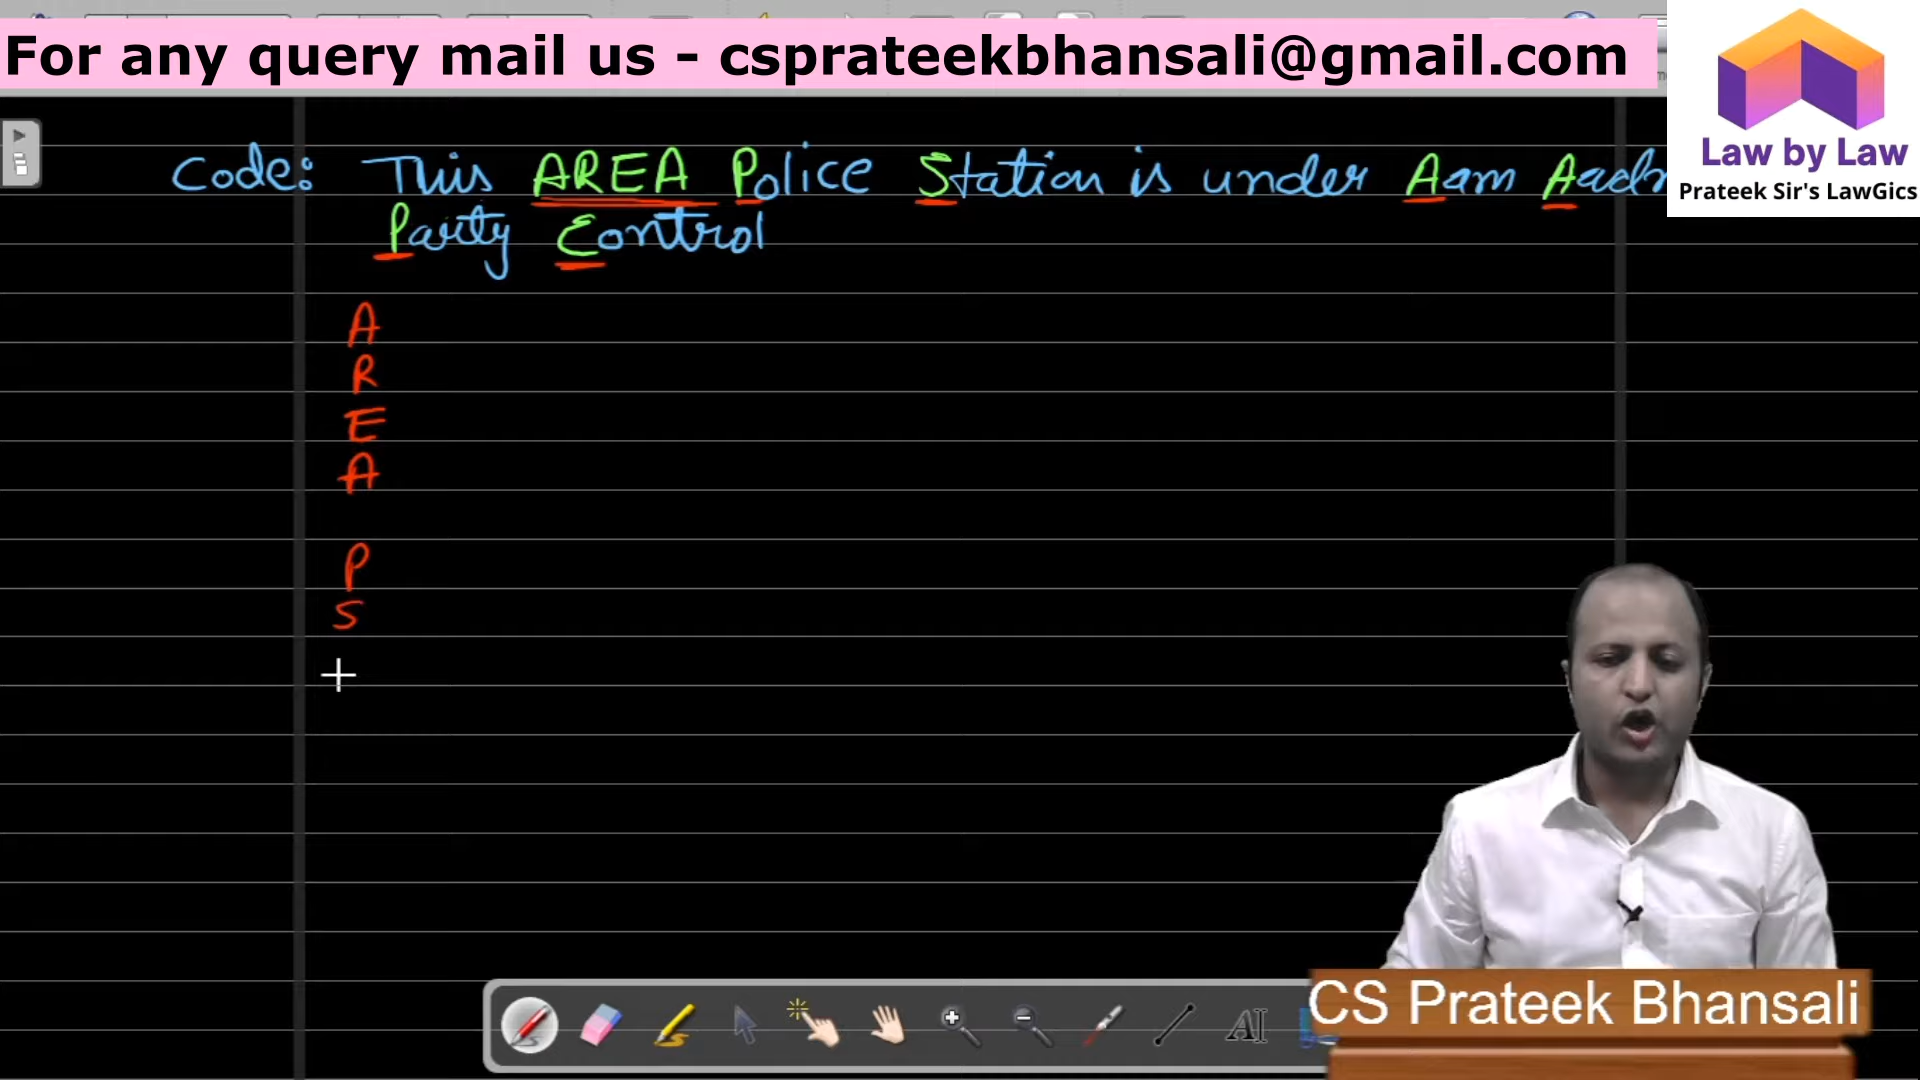 For any query mail us - csprateekbhansali@gmail.com
Law by Law
Prateek Sir's LawGics
Code: This AREA Police Station is under Aam
Party Control
A
R
E
A
P
S
AI
CS Prateek Bhansali